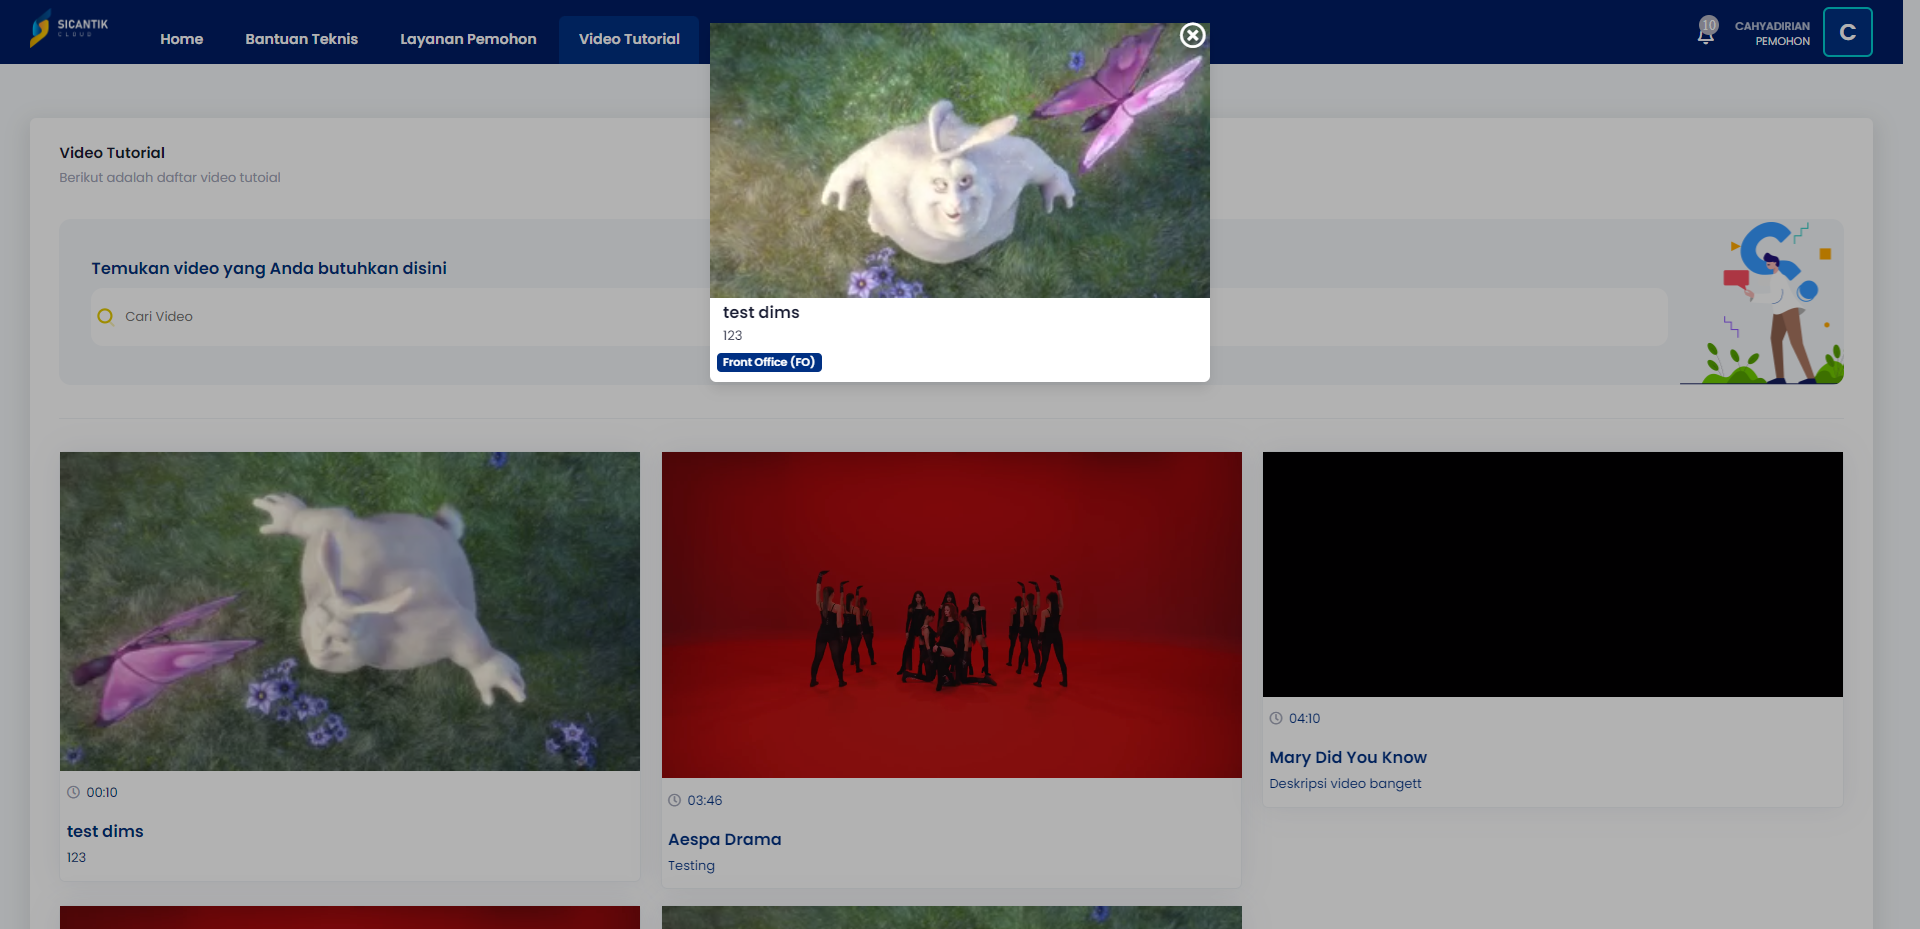 SICANTIK
CLOUD
Home
Bantuan Teknis
Layanan Pemohon
Video Tutorial
10
CAHYADIRIAN
PEMOHON
C
Video Tutorial
Berikut adalah daftar video tutoial
Temukan video yang Anda butuhkan disini
Cari Video
test dims
123
Front Office (FO)
00:10
test dims
123
03:46
Aespa Drama
Testing
04:10
Mary Did You Know
Deskripsi video bangett